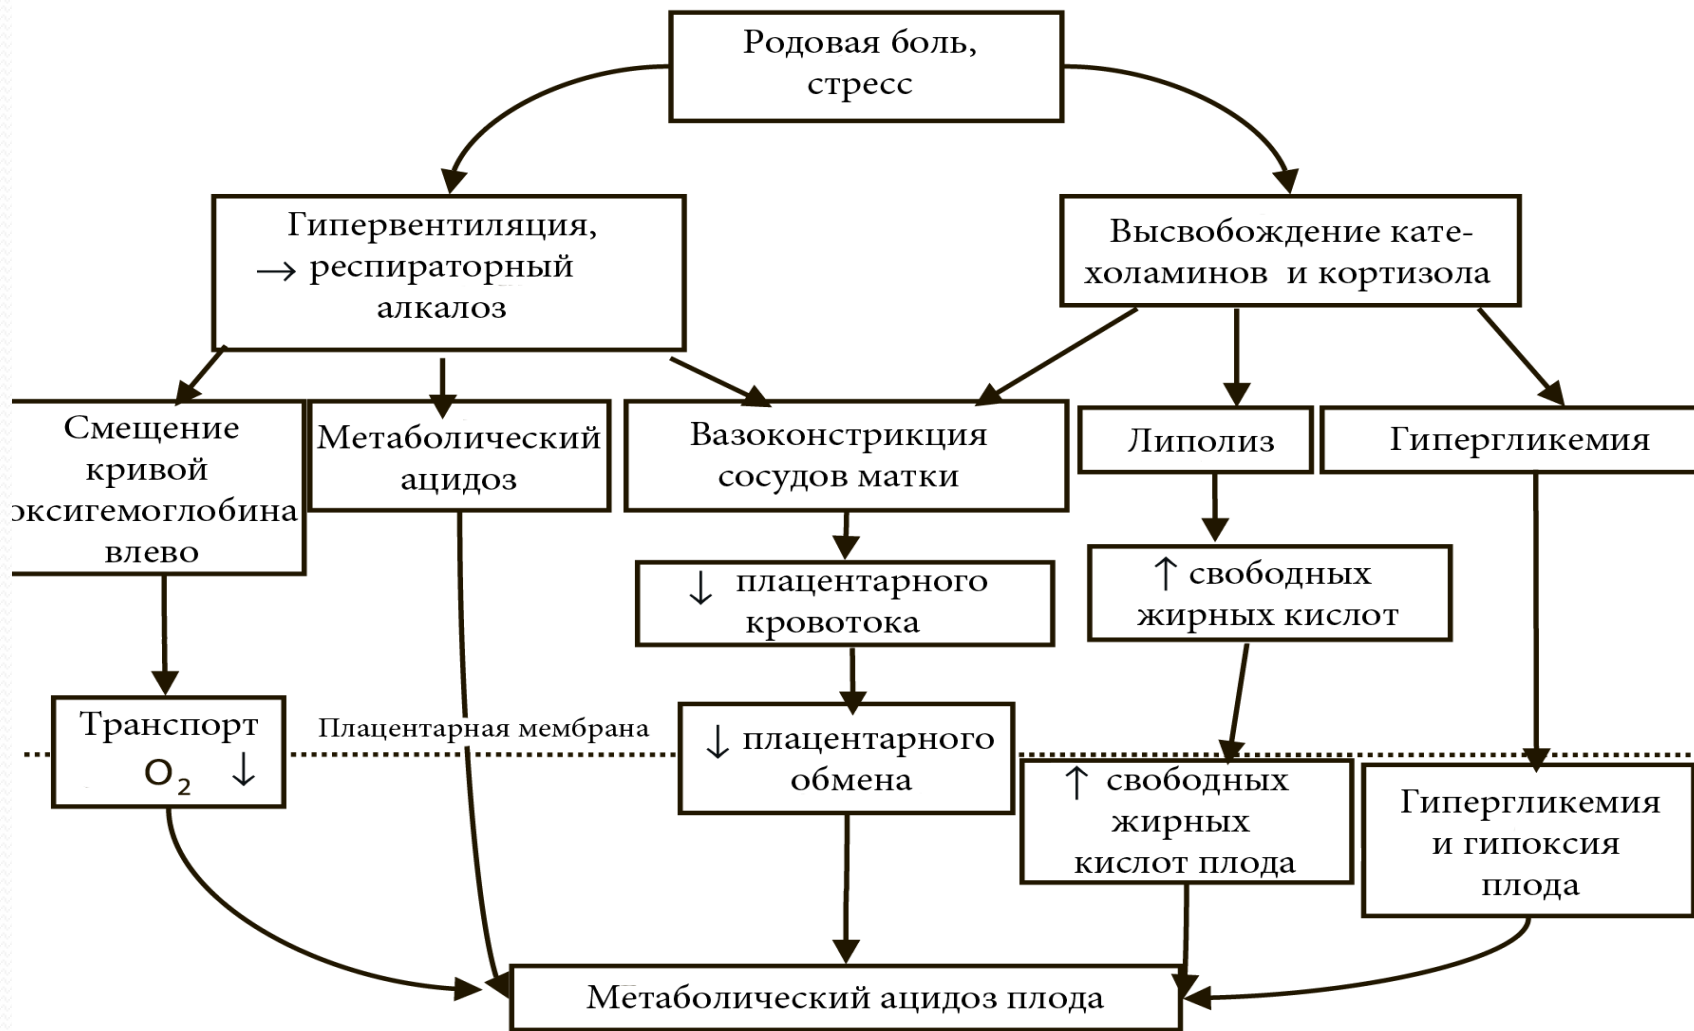 Родовая боль,
стресс
Гипервентиляция,
→ респираторный
алкалоз
Высвобождение кате-
холаминов и кортизола
Смещение
кривой
оксигемоглобина
влево
Метаболический
ацидоз
Вазоконстрикция
сосудов матки
Липолиз
Гипергликемия
↓ плацентарного
кровотока
↑ свободных
жирных кислот
Транспорт
O₂ ↓
Плацентарная мембрана
↓ плацентарного
обмена
↑ свободных
жирных
кислот плода
Гипергликемия
и гипоксия
плода
Метаболический ацидоз плода